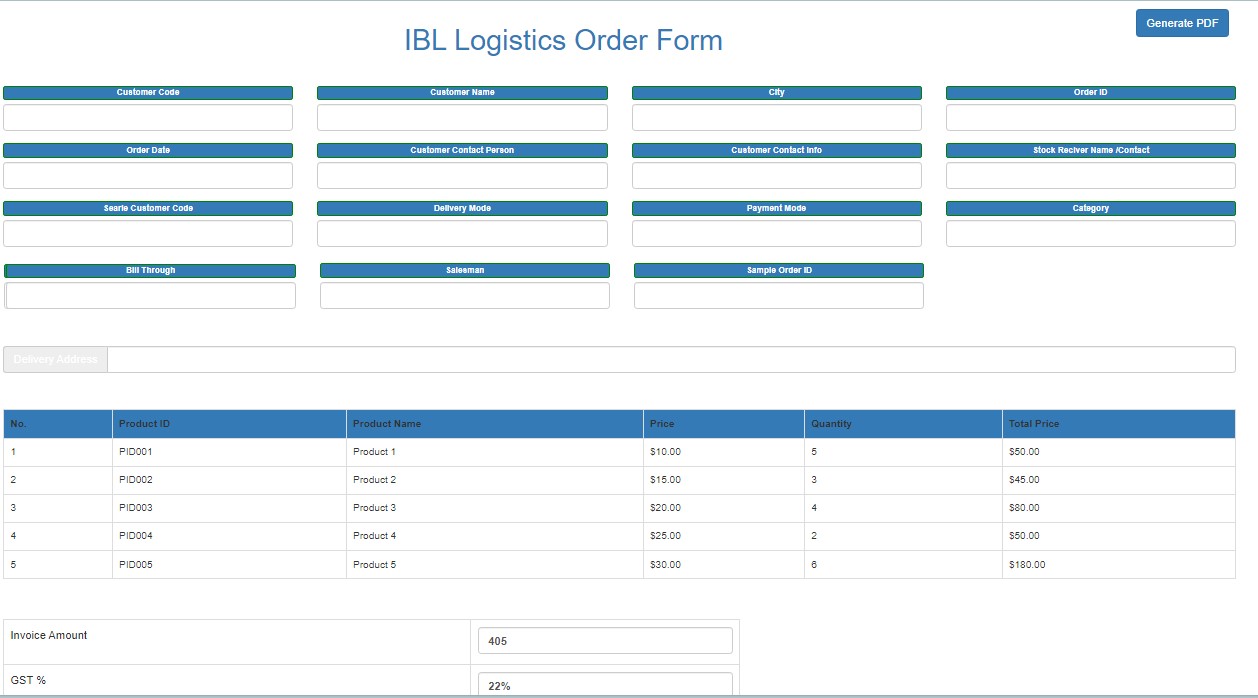 Generate PDF
IBL Logistics Order Form
Customer Code Customer Name City Order ID
Order Date Customer Contact Person Customer Contact Info Stock Reciver Name /Contact
Searle Customer Code Delivery Mode Payment Mode Category
Bill Through Salesman Sample Order ID
Delivery Address
No. Product ID Product Name Price Quantity Total Price
1 PID001 Product 1 $10.00 5 $50.00
2 PID002 Product 2 $15.00 3 $45.00
3 PID003 Product 3 $20.00 4 $80.00
4 PID004 Product 4 $25.00 2 $50.00
5 PID005 Product 5 $30.00 6 $180.00
Invoice Amount 405
GST % 22%